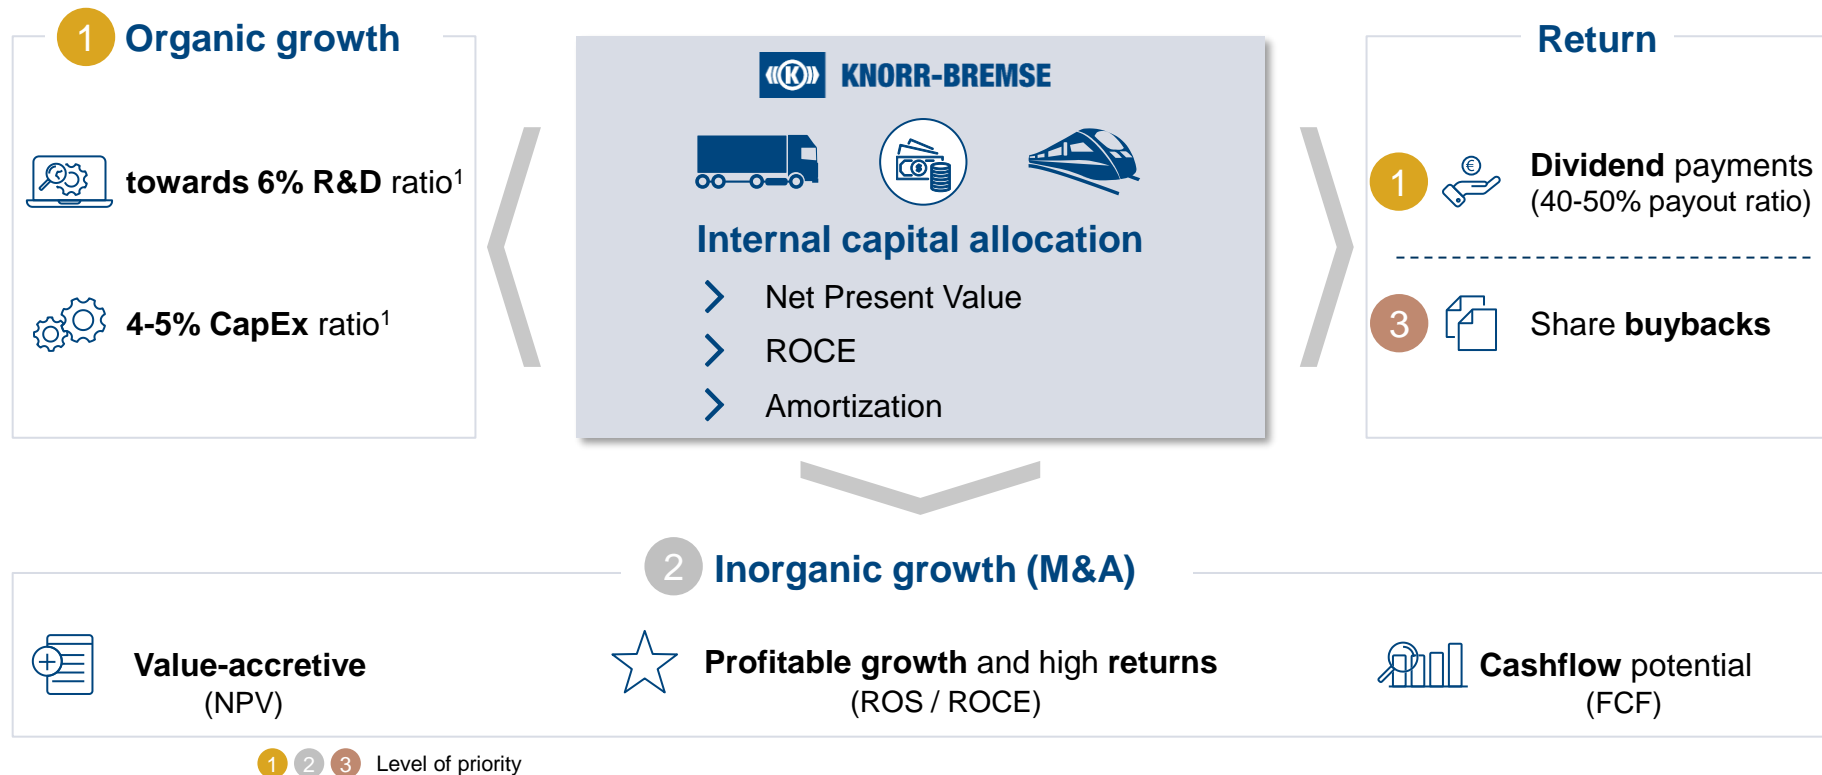 1 Organic growth
towards 6% R&D ratio¹
4-5% CapEx ratio¹
K KNORR-BREMSE
Internal capital allocation
Net Present Value
ROCE
Amortization
Return
1 € Dividend payments
(40-50% payout ratio)
3 Share buybacks
2 Inorganic growth (M&A)
Value-accretive
(NPV)
Profitable growth and high returns
(ROS / ROCE)
Cashflow potential
(FCF)
1 2 3 Level of priority